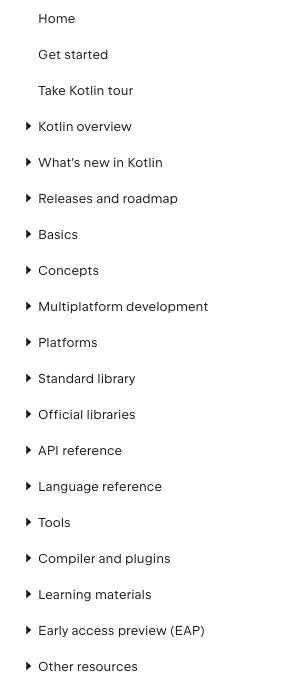 Home
Get started
Take Kotlin tour
Kotlin overview
What's new in Kotlin
Releases and roadmap
Basics
Concepts
Multiplatform development
Platforms
Standard library
Official libraries
API reference
Language reference
Tools
Compiler and plugins
Learning materials
Early access preview (EAP)
Other resources